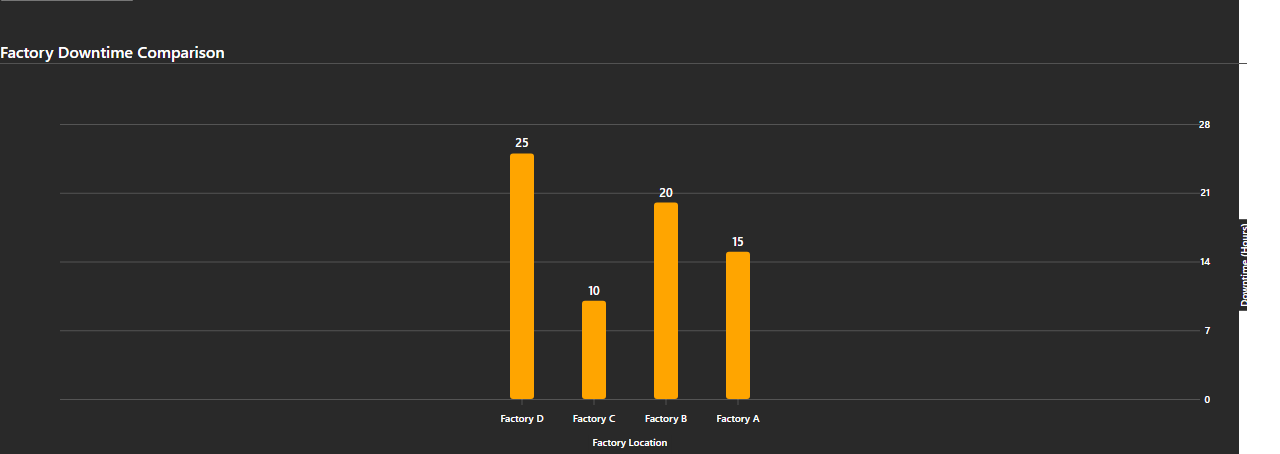 Factory Downtime Comparison
28
25
21
20
15
14
10
7
0
Factory D Factory C Factory B Factory A
Factory Location
Downtime (Hours)